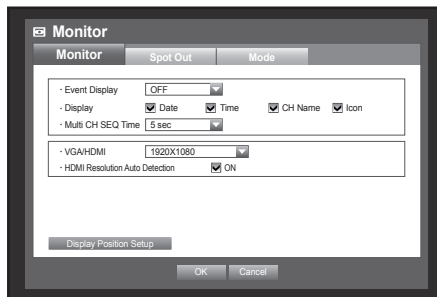 Monitor
Monitor Spot Out Mode
· Event Display OFF
- Display Date Time CH Name Icon
· Multi CH SEQ Time 5 sec
· VGA/HDMI 1920X1080
· HDMI Resolution Auto Detection ON
Display Position Setup
OK Cancel